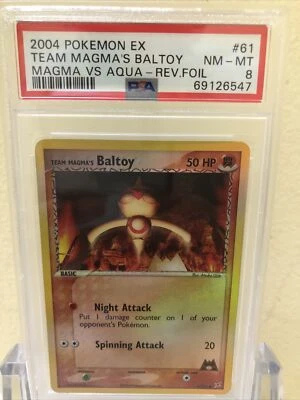 2004 POKEMON EX #61
TEAM MAGMA'S BALTOY NM - MT
MAGMA VS AQUA - REV.FOIL 8
PSA 69126547
TEAM MAGMA'S Baltoy 50 HP
BASIC
Night Attack
Put 1 damage counter on 1 of your
opponent's Pokémon.
Spinning Attack 20